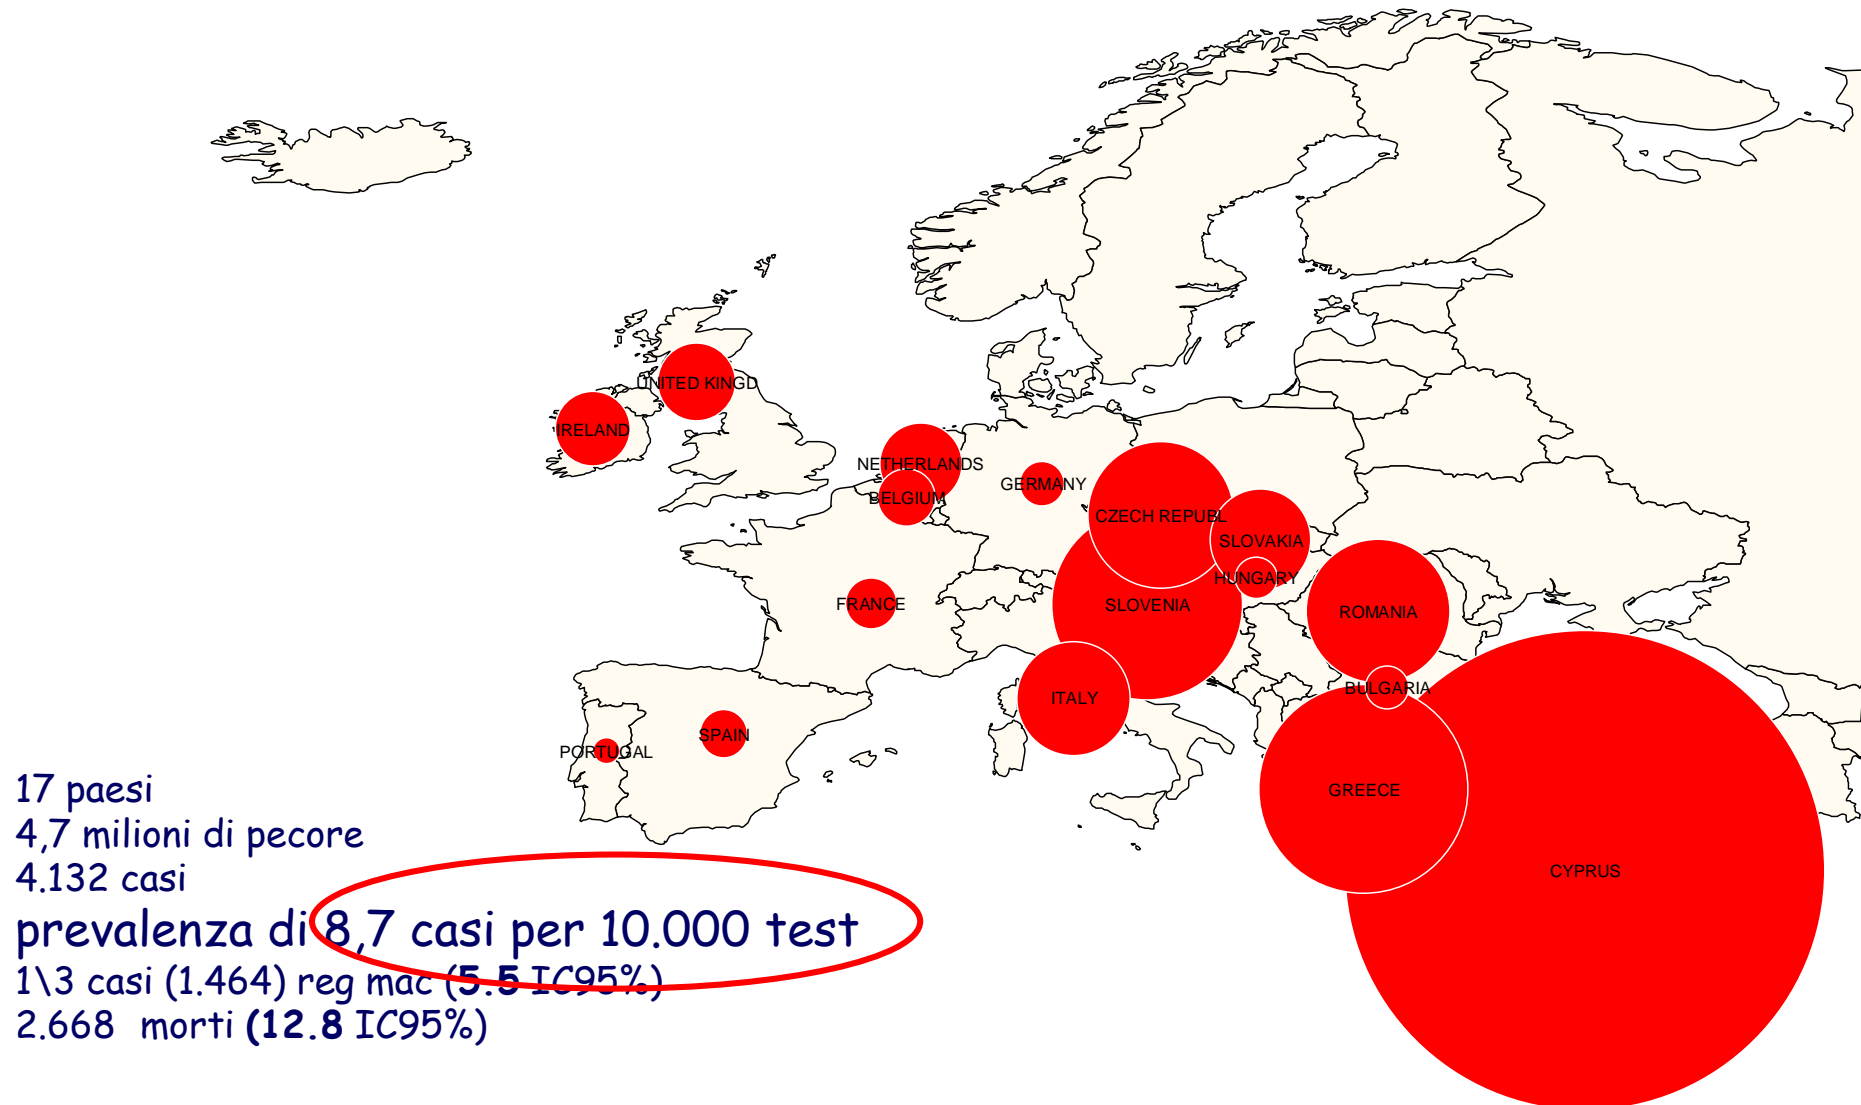 UNITED KINGD
IRELAND
NETHERLANDS
BELGIUM
GERMANY
CZECH REPUBL
SLOVAKIA
HUNGARY
FRANCE
SLOVENIA
ROMANIA
ITALY
BULGARIA
SPAIN
PORTUGAL
GREECE
CYPRUS
17 paesi
4,7 milioni di pecore
4.132 casi
prevalenza di 8,7 casi per 10.000 test
1\3 casi (1.464) reg mac (5.5 IC95%)
2.668 morti (12.8 IC95%)